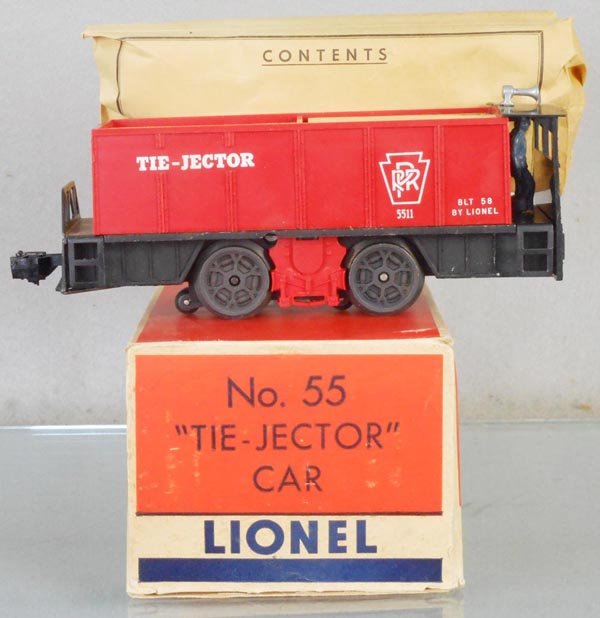 CONTENTS
TIE-JECTOR
PRR
5511
BLT 58
BY LIONEL
No. 55
"TIE-JECTOR"
CAR
LIONEL